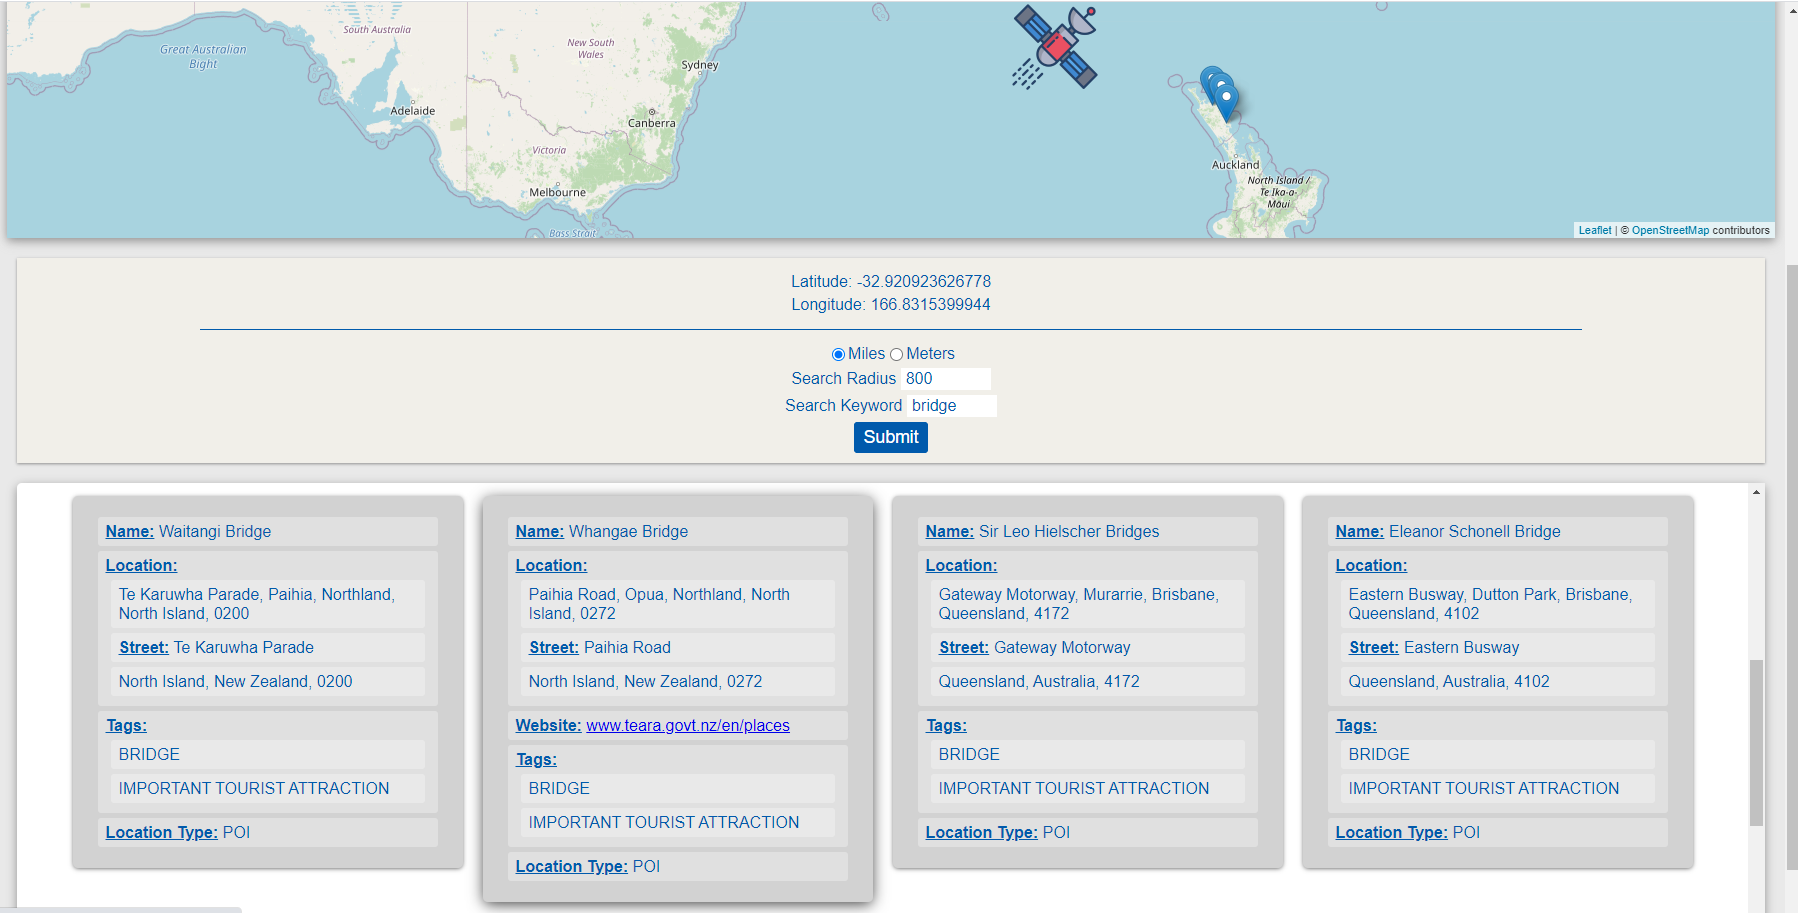 South Australia
Great Australian
Bight
New South
Wales
Sydney
Adelaide
Canberra
Victoria
Melbourne
Bass Strait
Auckland
North Island /
Te Ika-a-
Māui
Leaflet | © OpenStreetMap contributors
Latitude: -32.920923626778
Longitude: 166.8315399944
Miles Meters
Search Radius 800
Search Keyword bridge
Submit
Name: Waitangi Bridge
Location:
Te Karuwha Parade, Paihia, Northland,
North Island, 0200
Street: Te Karuwha Parade
North Island, New Zealand, 0200
Tags:
BRIDGE
IMPORTANT TOURIST ATTRACTION
Location Type: POI
Name: Whangae Bridge
Location:
Paihia Road, Opua, Northland, North
Island, 0272
Street: Paihia Road
North Island, New Zealand, 0272
Website: www.teara.govt.nz/en/places
Tags:
BRIDGE
IMPORTANT TOURIST ATTRACTION
Location Type: POI
Name: Sir Leo Hielscher Bridges
Location:
Gateway Motorway, Murarrie, Brisbane,
Queensland, 4172
Street: Gateway Motorway
Queensland, Australia, 4172
Tags:
BRIDGE
IMPORTANT TOURIST ATTRACTION
Location Type: POI
Name: Eleanor Schonell Bridge
Location:
Eastern Busway, Dutton Park, Brisbane,
Queensland, 4102
Street: Eastern Busway
Queensland, Australia, 4102
Tags:
BRIDGE
IMPORTANT TOURIST ATTRACTION
Location Type: POI